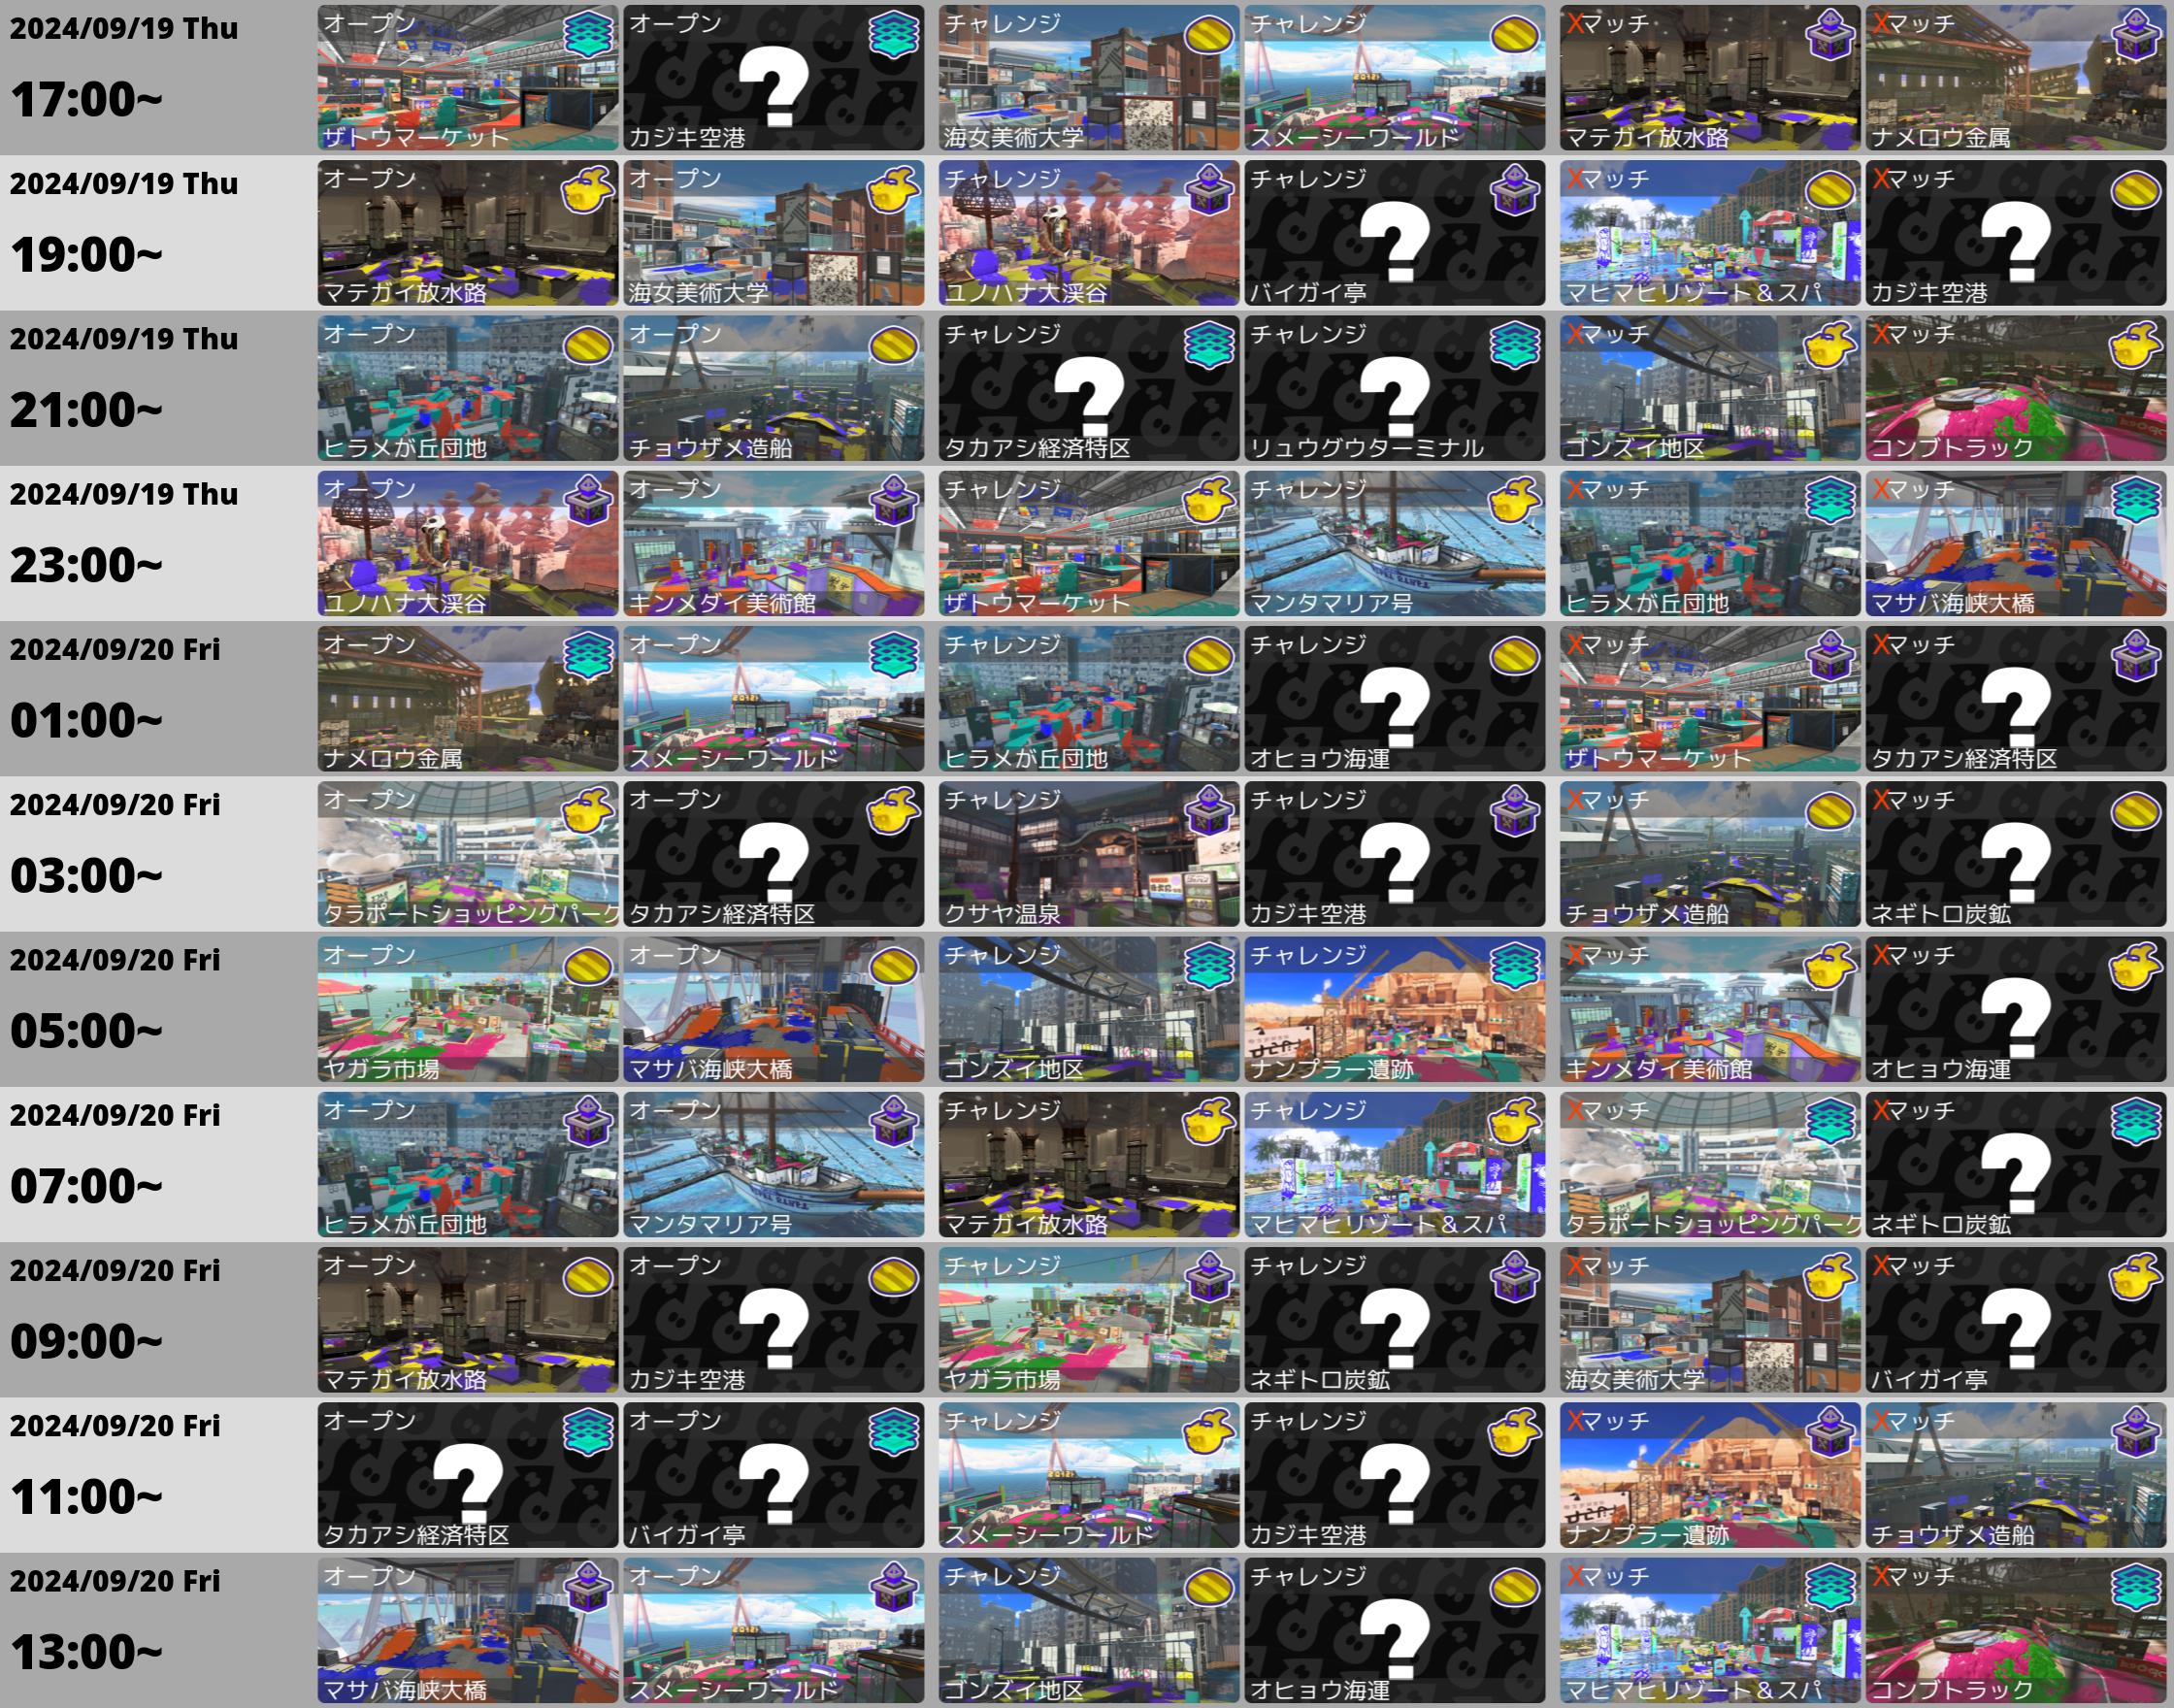 2024/09/19 Thu
17:00~
オープン
ザトウマーケット
オープン
カジキ空港
チャレンジ
海女美術大学
チャレンジ
スメーシーワールド
Xマッチ
マテガイ放水路
Xマッチ
ナメロウ金属
2024/09/19 Thu
19:00~
オープン
マテガイ放水路
オープン
海女美術大学
チャレンジ
ユノハナ大渓谷
チャレンジ
バイガイ亭
Xマッチ
マヒマヒリゾート&スパ
Xマッチ
カジキ空港
2024/09/19 Thu
21:00~
オープン
ヒラメが丘団地
オープン
チョウザメ造船
チャレンジ
タカアシ経済特区
チャレンジ
リュウグウターミナル
Xマッチ
ゴンズイ地区
Xマッチ
コンブトラック
2024/09/19 Thu
23:00~
オープン
ユノハナ大渓谷
オープン
キンメダイ美術館
チャレンジ
ザトウマーケット
チャレンジ
マンタマリア号
Xマッチ
ヒラメが丘団地
Xマッチ
マサバ海峡大橋
2024/09/20 Fri
01:00~
オープン
ナメロウ金属
オープン
スメーシーワールド
チャレンジ
ヒラメが丘団地
チャレンジ
オヒョウ海運
Xマッチ
ザトウマーケット
Xマッチ
タカアシ経済特区
2024/09/20 Fri
03:00~
オープン
タラポートショッピングパーク
オープン
タカアシ経済特区
チャレンジ
クサヤ温泉
チャレンジ
カジキ空港
Xマッチ
チョウザメ造船
Xマッチ
ネギトロ炭鉱
2024/09/20 Fri
05:00~
オープン
ヤガラ市場
オープン
マサバ海峡大橋
チャレンジ
ゴンズイ地区
チャレンジ
ナンプラー遺跡
Xマッチ
キンメダイ美術館
Xマッチ
オヒョウ海運
2024/09/20 Fri
07:00~
オープン
ヒラメが丘団地
オープン
マンタマリア号
チャレンジ
マテガイ放水路
チャレンジ
マヒマヒリゾート&スパ
Xマッチ
タラポートショッピングパーク
Xマッチ
ネギトロ炭鉱
2024/09/20 Fri
09:00~
オープン
マテガイ放水路
オープン
カジキ空港
チャレンジ
ヤガラ市場
チャレンジ
ネギトロ炭鉱
Xマッチ
海女美術大学
Xマッチ
バイガイ亭
2024/09/20 Fri
11:00~
オープン
タカアシ経済特区
オープン
バイガイ亭
チャレンジ
スメーシーワールド
チャレンジ
カジキ空港
Xマッチ
ナンプラー遺跡
Xマッチ
チョウザメ造船
2024/09/20 Fri
13:00~
オープン
マサバ海峡大橋
オープン
スメーシーワールド
チャレンジ
ゴンズイ地区
チャレンジ
オヒョウ海運
Xマッチ
マヒマヒリゾート&スパ
Xマッチ
コンブトラック